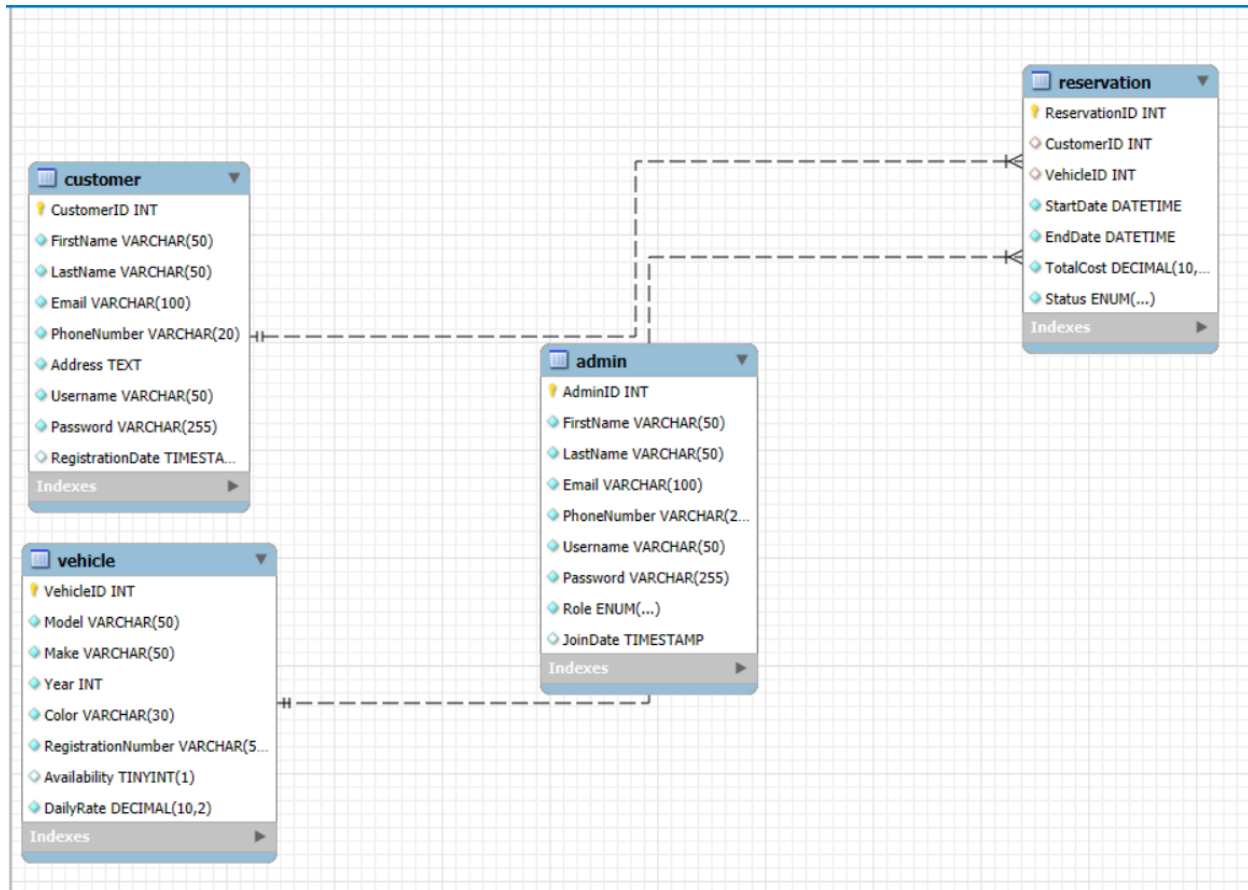 customer
CustomerID INT
FirstName VARCHAR(50)
LastName VARCHAR(50)
Email VARCHAR(100)
PhoneNumber VARCHAR(20)
Address TEXT
Username VARCHAR(50)
Password VARCHAR(255)
RegistrationDate TIMESTA...
Indexes
vehicle
VehicleID INT
Model VARCHAR(50)
Make VARCHAR(50)
Year INT
Color VARCHAR(30)
RegistrationNumber VARCHAR(5...
Availability TINYINT(1)
DailyRate DECIMAL(10,2)
Indexes
admin
AdminID INT
FirstName VARCHAR(50)
LastName VARCHAR(50)
Email VARCHAR(100)
PhoneNumber VARCHAR(2...
Username VARCHAR(50)
Password VARCHAR(255)
Role ENUM(...)
JoinDate TIMESTAMP
Indexes
reservation
ReservationID INT
CustomerID INT
VehicleID INT
StartDate DATETIME
EndDate DATETIME
TotalCost DECIMAL(10,...
Status ENUM(...)
Indexes